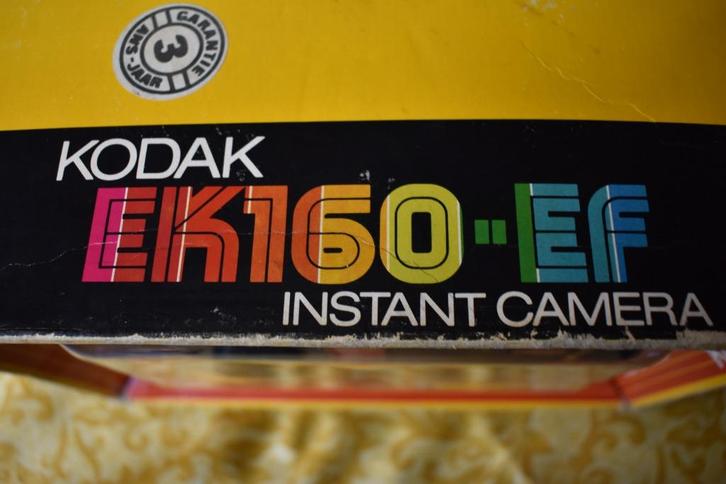 GARANTIE
3
ANS - JAAR
KODAK
EK160-EF
INSTANT CAMERA